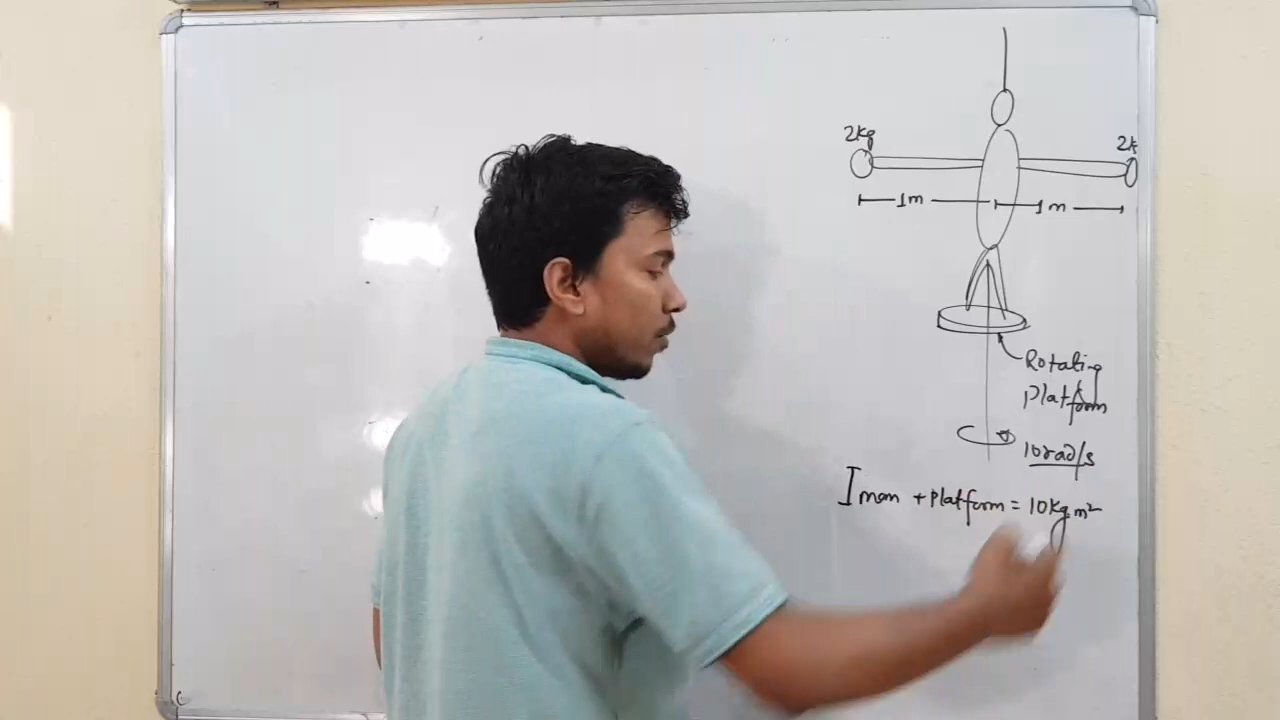 2kg
2k
1m
1m
Rotating
Platform
10rad/s
I man + Platform = 10kg m²